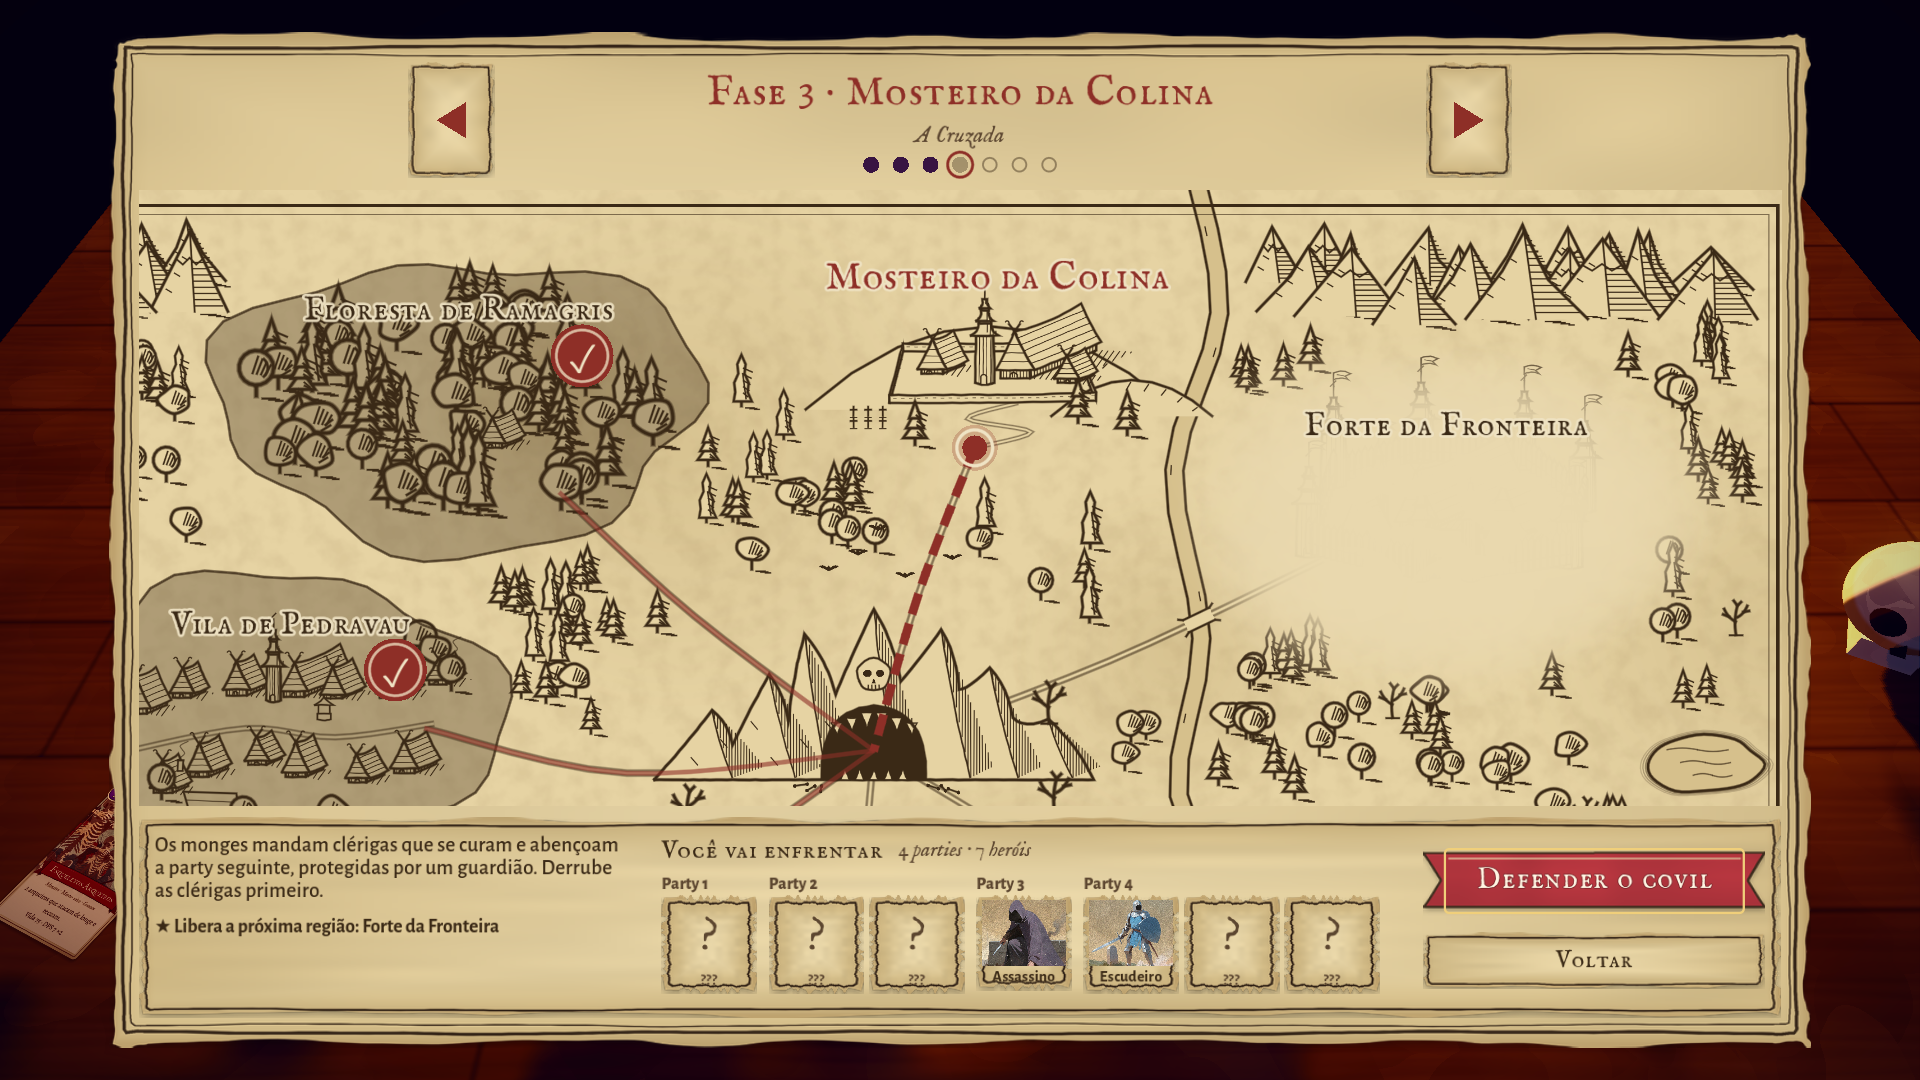 Fase 3 · Mosteiro da Colina
A Cruzada
Mosteiro da Colina
Floresta de Ramagris
Forte da Fronteira
Vila de Pedravau
Os monges mandam clérigas que se curam e abençoam
a party seguinte, protegidas por um guardião. Derrube
as clérigas primeiro.
★ Libera a próxima região: Forte da Fronteira
Você vai enfrentar 4 parties · 7 heróis
Party 1 Party 2 Party 3 Party 4
? ? ? ? ?
??? ??? ??? Assassino Escudeiro ??? ???
Defender o covil
Voltar